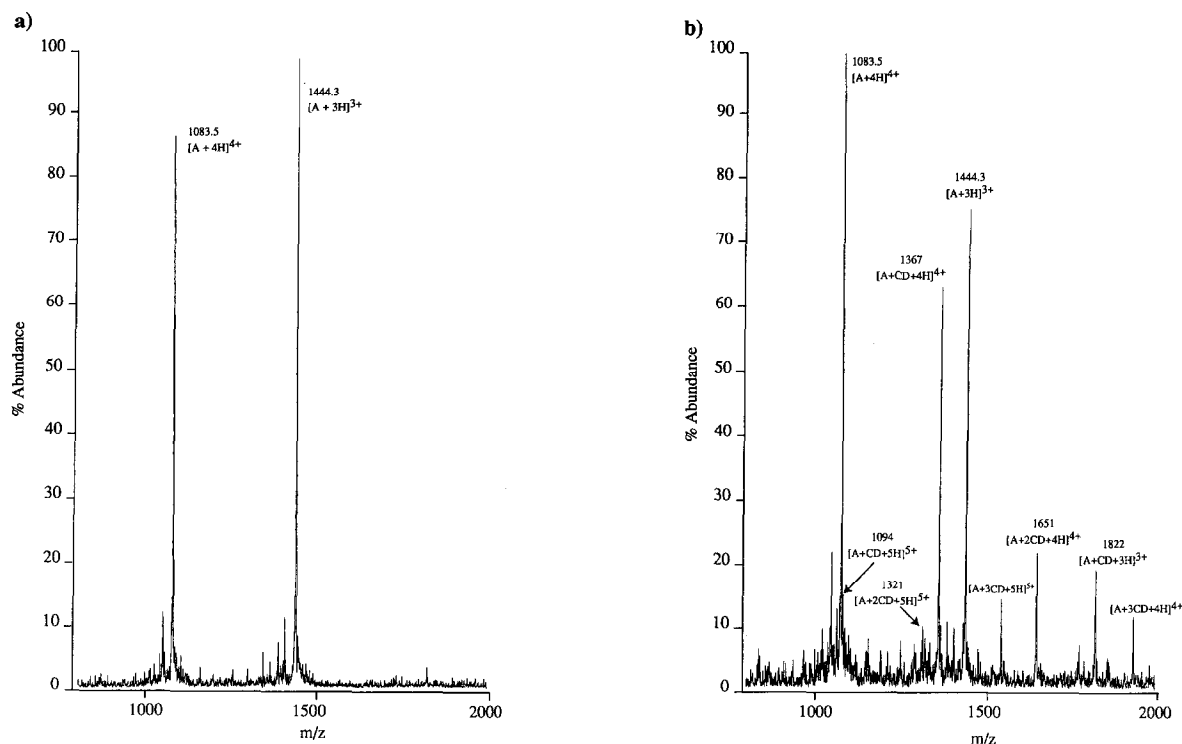 a)
100
90
80
70
60
50
40
30
20
10
0
% Abundance
1083.5
[A + 4H]4+
1444.3
[A + 3H]3+
1000
1500
2000
m/z
b)
100
90
80
70
60
50
40
30
20
10
0
% Abundance
1083.5
[A+4H]4+
1444.3
[A+3H]3+
1367
[A+CD+4H]4+
1094
[A+CD+5H]5+
1321
[A+2CD+5H]5+
[A+3CD+5H]5+
1651
[A+2CD+4H]4+
1822
[A+CD+3H]3+
[A+3CD+4H]4+
1000
1500
2000
m/z